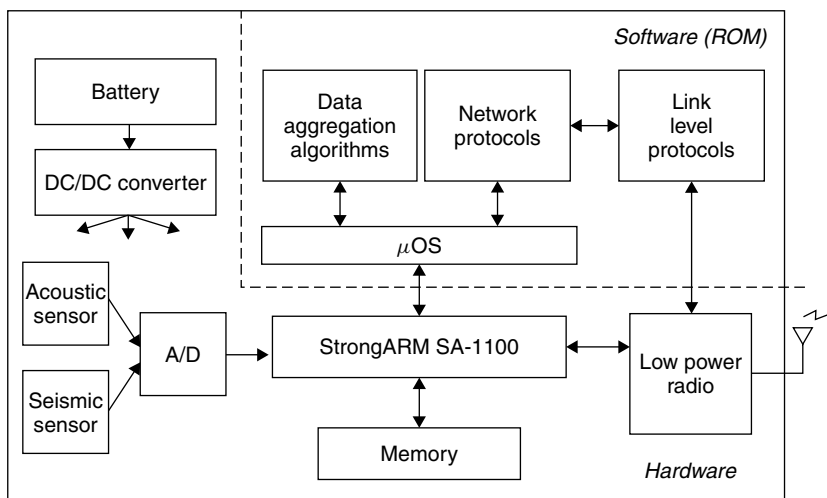 Software (ROM)
Battery
DC/DC converter
Data
aggregation
algorithms
Network
protocols
Link
level
protocols
μOS
Acoustic
sensor
Seismic
sensor
A/D
StrongARM SA-1100
Memory
Low power
radio
Hardware